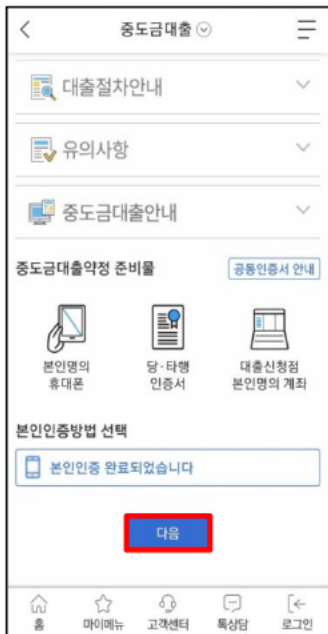 중도금대출
대출절차안내
유의사항
중도금대출안내
중도금대출약정 준비물
공동인증서 안내
본인명의
휴대폰
당·타행
인증서
대출신청점
본인명의 계좌
본인인증방법 선택
본인인증 완료되었습니다
다음
홈
마이메뉴
고객센터
톡상담
로그인